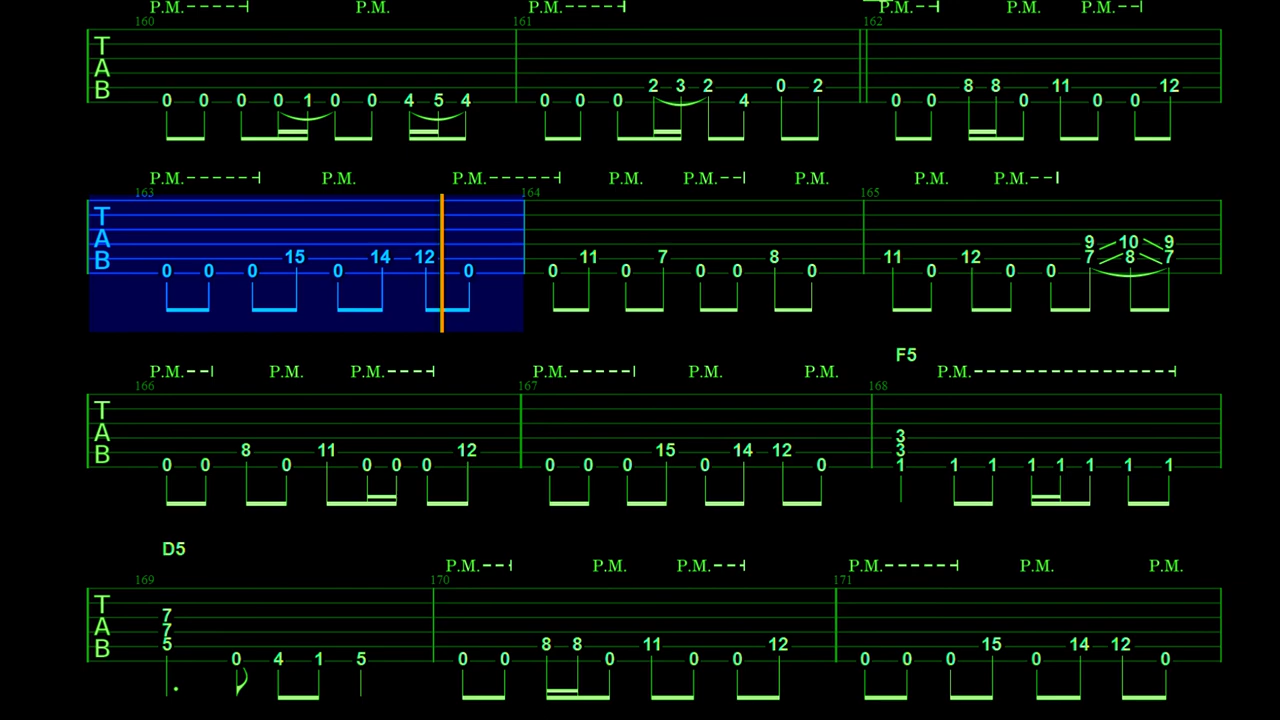 P.M. P.M. P.M. P.M. P.M. P.M.
160 161 162
T A B
2 3 2 0 2 8 8 11 12
0 0 0 0 1 0 0 4 5 4 0 0 0 4 0 0 0 0 0
P.M. P.M. P.M. P.M. P.M. P.M. P.M. P.M.
163 164 165
T A B
9 10 9
15 14 12 11 7 8 11 12 7 8 7
0 0 0 0 0 0 0 0 0 0 0 0 0
F5
P.M. P.M. P.M. P.M. P.M. P.M. P.M.
166 167 168
T A B
3
8 11 12 15 14 12 3
0 0 0 0 0 0 0 0 0 0 0 1 1 1 1 1 1 1 1
D5
P.M. P.M. P.M. P.M. P.M. P.M.
169 170 171
T A B
7
7
5 8 8 11 12 15 14 12
0 4 1 5 0 0 0 0 0 0 0 0 0 0